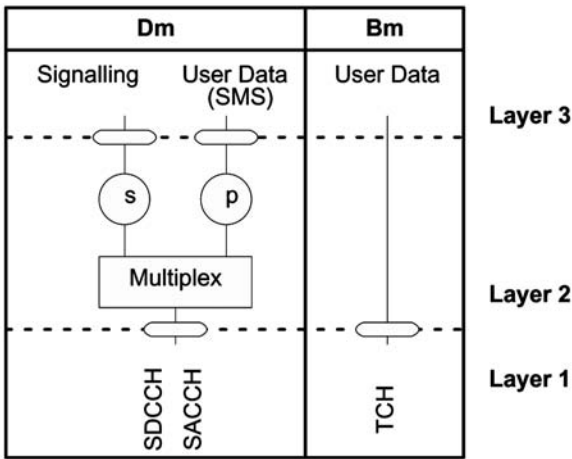 Dm
Bm
Signalling
User Data
(SMS)
User Data
Layer 3
s
p
Multiplex
Layer 2
SDCCH
SACCH
TCH
Layer 1